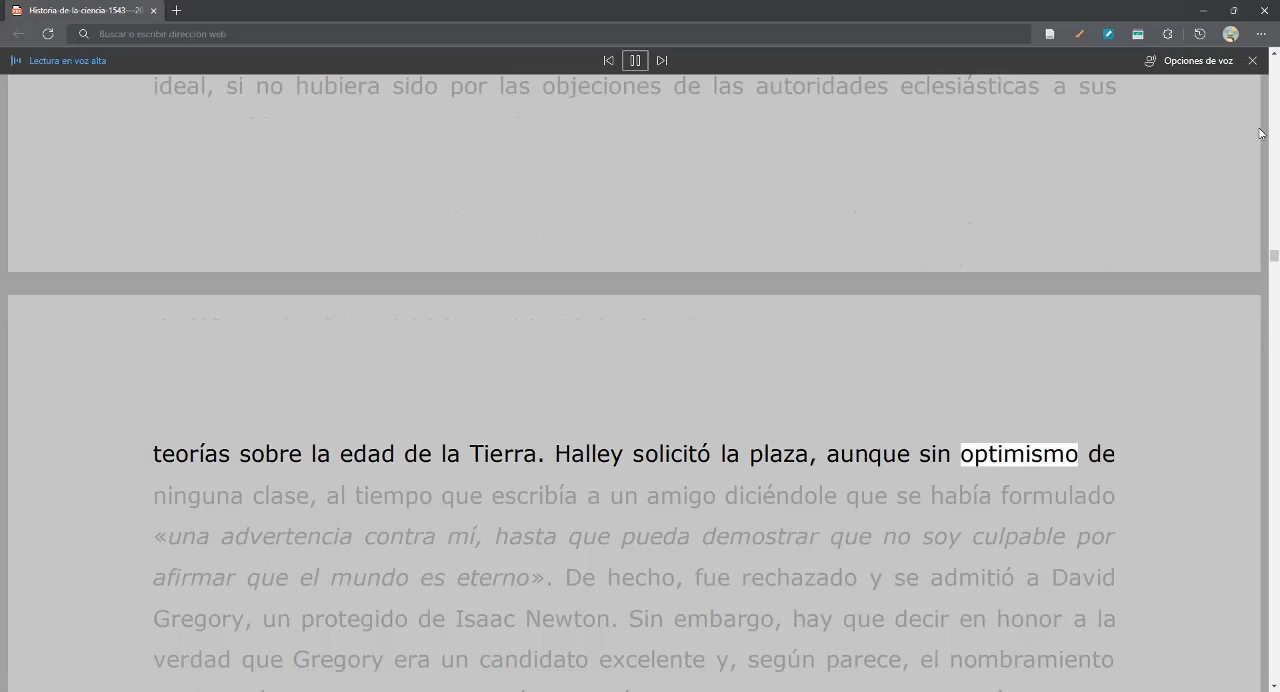 Historia-de-la-ciencia-1543---20
Buscar o escribir dirección web
Lectura en voz alta
Opciones de voz
ideal, si no hubiera sido por las objeciones de las autoridades eclesiásticas a sus
teorías sobre la edad de la Tierra. Halley solicitó la plaza, aunque sin optimismo de
ninguna clase, al tiempo que escribía a un amigo diciéndole que se había formulado
«una advertencia contra mí, hasta que pueda demostrar que no soy culpable por
afirmar que el mundo es eterno». De hecho, fue rechazado y se admitió a David
Gregory, un protegido de Isaac Newton. Sin embargo, hay que decir en honor a la
verdad que Gregory era un candidato excelente y, según parece, el nombramiento